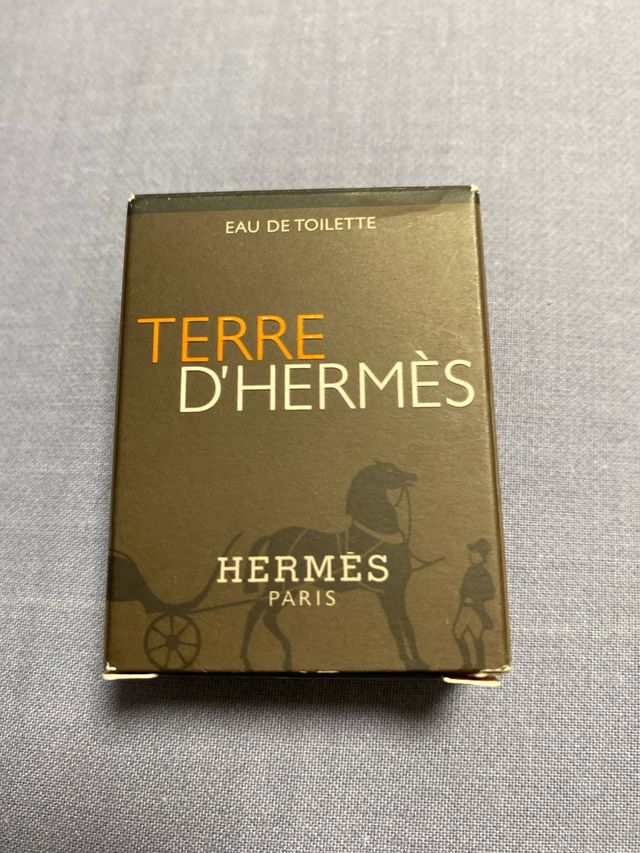 EAU DE TOILETTE
TERRE
D'HERMÈS
HERMÈS
PARIS